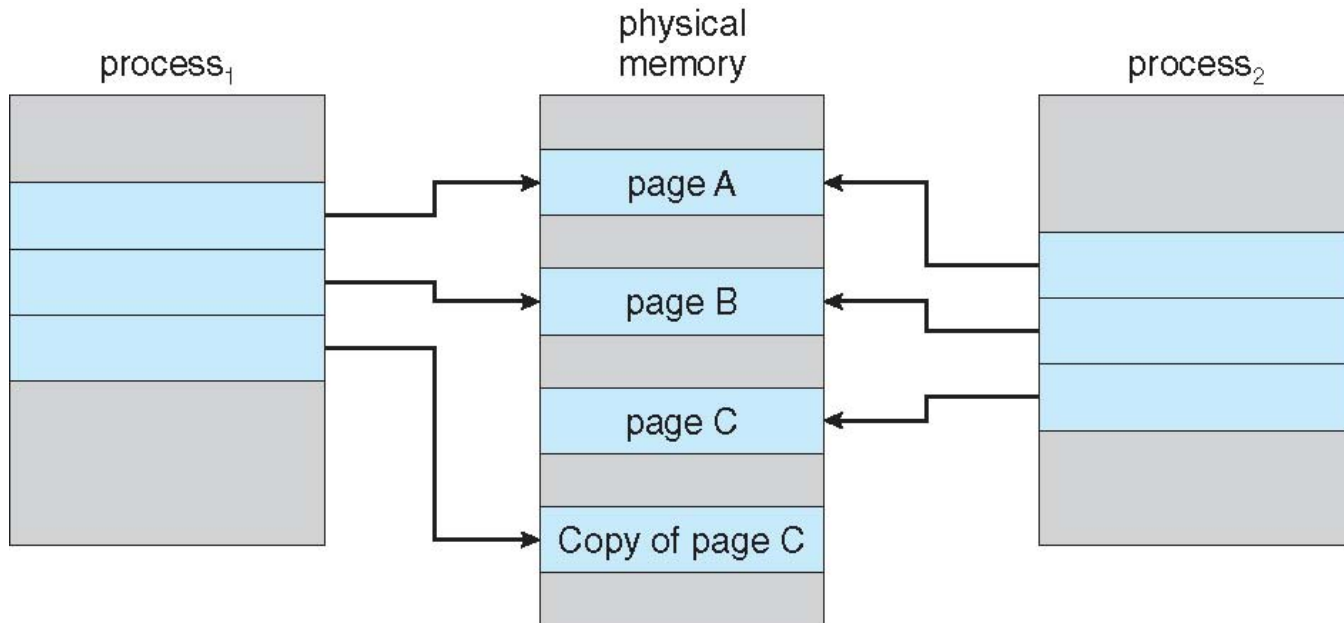 physical
memory
process₁
process₂
page A
page B
page C
Copy of page C